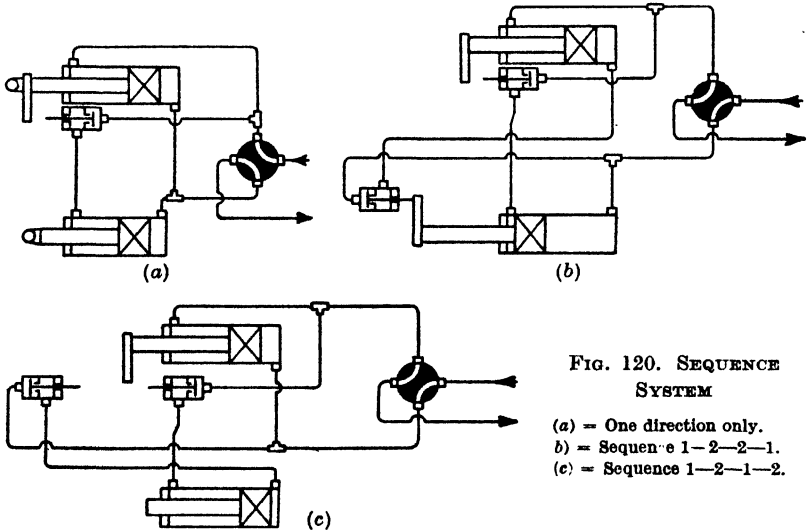 (a)
(b)
(c)
FIG. 120. SEQUENCE
SYSTEM
(a) = One direction only.
b) = Sequen e 1—2—2—1.
(c) = Sequence 1—2—1—2.